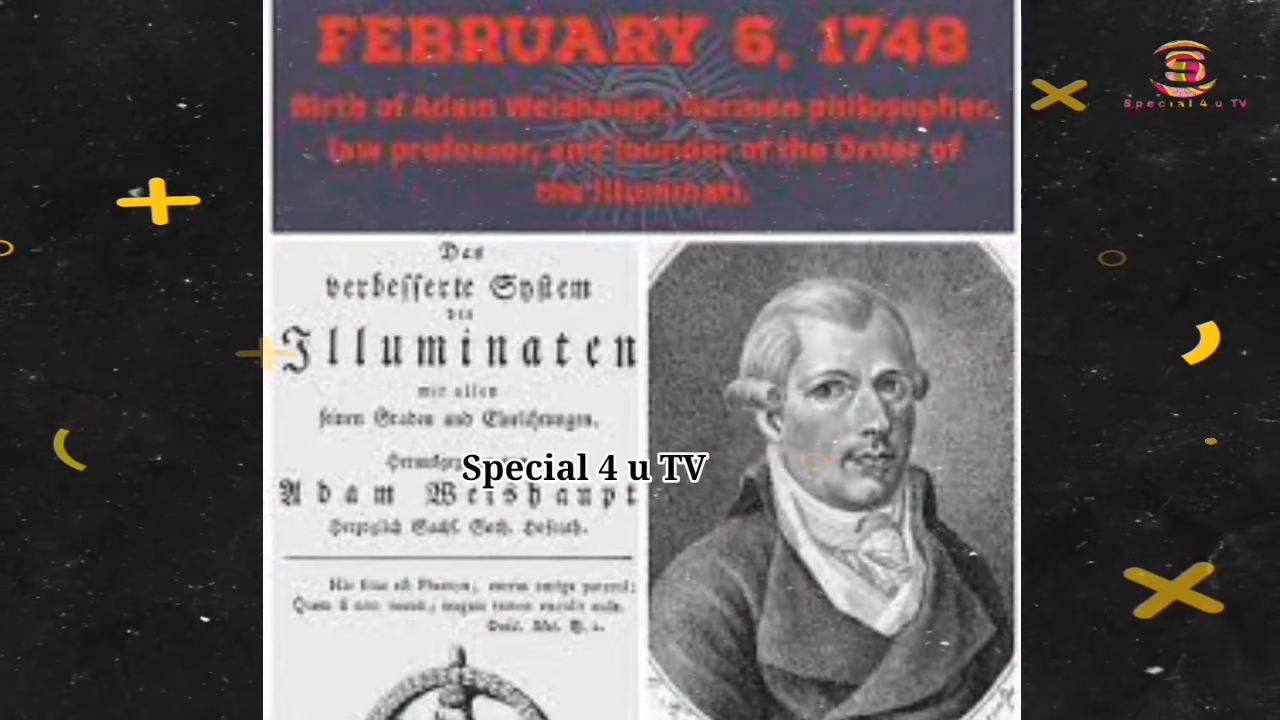 FEBRUARY 6, 1748
Birth of Adam Weishaupt, German philosopher,
law professor, and founder of the Order of
the Illuminati.
Special 4 u TV
Das
verbesserte System
der
Illuminaten
mit allen
seinen Graden und Einrichtungen.
Special 4 u TV
Adam Weishaupt
Herzoglich Sachs. Goth. Hofrath.